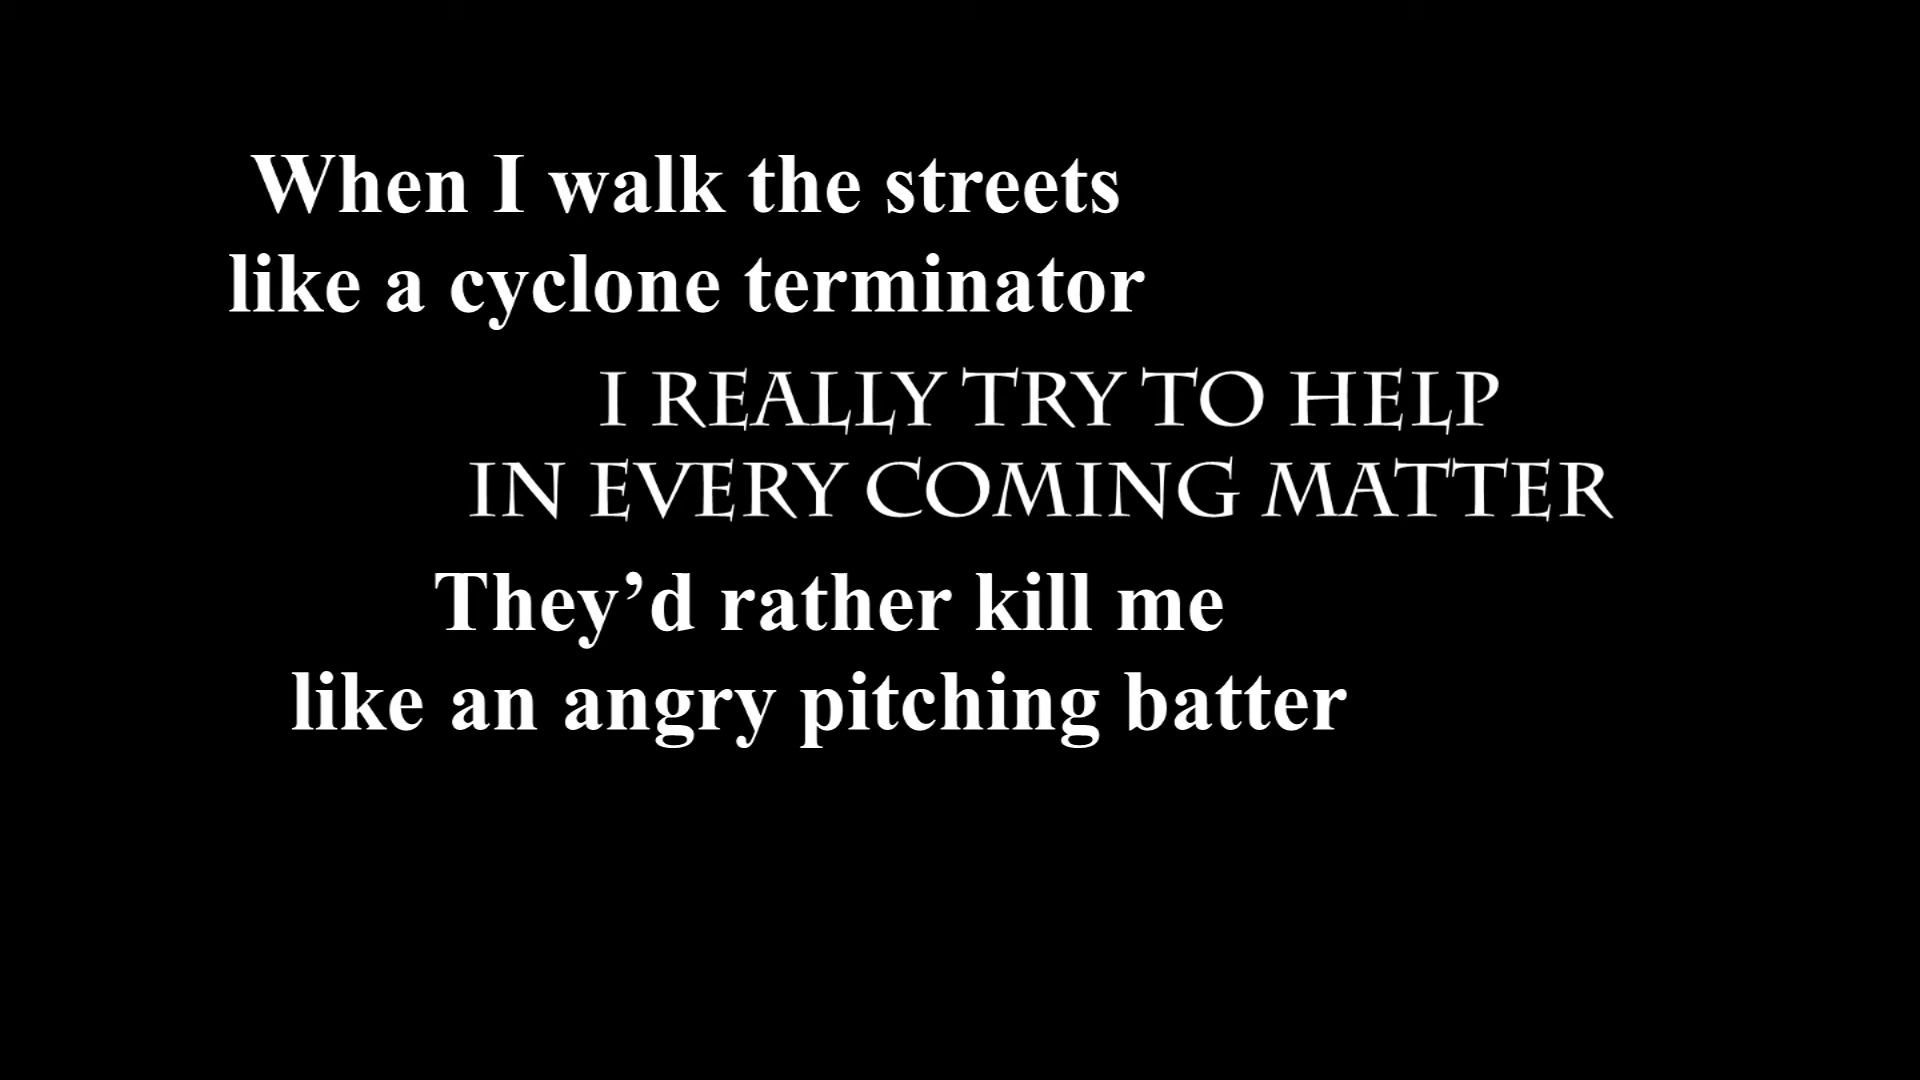 When I walk the streets
like a cyclone terminator
I REALLY TRY TO HELP
IN EVERY COMING MATTER
They’d rather kill me
like an angry pitching batter